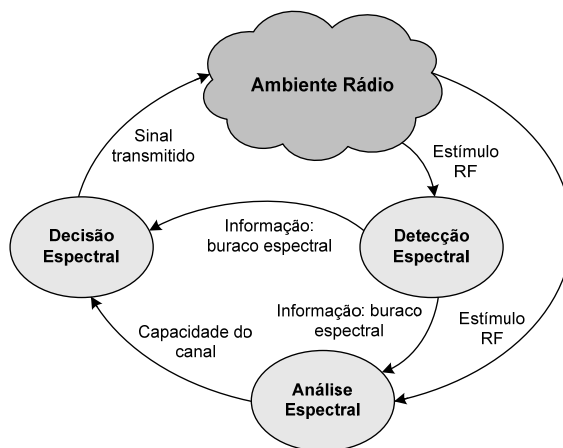 Ambiente Rádio
Sinal
transmitido
Estímulo
RF
Decisão
Espectral
Informação:
buraco espectral
Detecção
Espectral
Capacidade do
canal
Informação: buraco
espectral
Estímulo
RF
Análise
Espectral